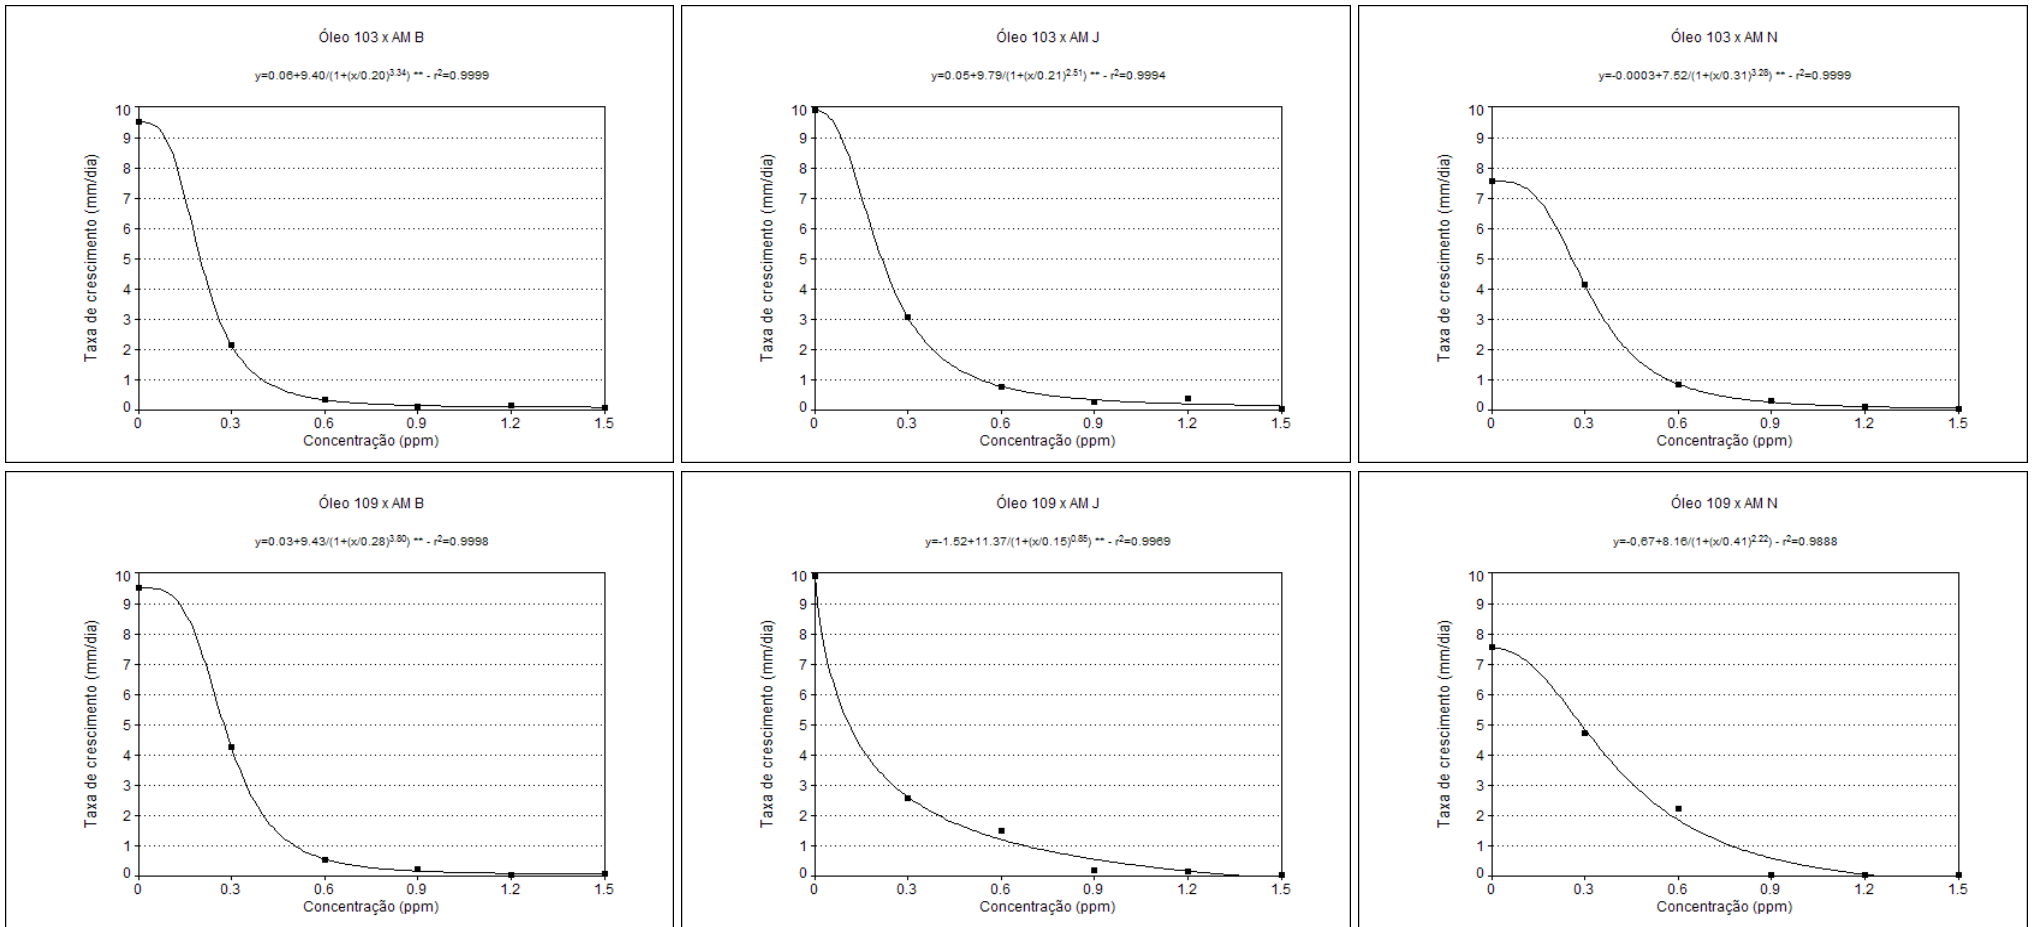 Óleo 103 x AM B
y=0.06+9.40/(1+(x/0.20)^3.34) ** - r²=0.9999
10
9
8
7
6
5
4
3
2
1
0
Taxa de crescimento (mm/dia)
0 0.3 0.6 0.9 1.2 1.5
Concentração (ppm)
Óleo 103 x AM J
y=0.05+9.79/(1+(x/0.21)^2.51) ** - r²=0.9994
10
9
8
7
6
5
4
3
2
1
0
Taxa de crescimento (mm/dia)
0 0.3 0.6 0.9 1.2 1.5
Concentração (ppm)
Óleo 103 x AM N
y=-0.0003+7.52/(1+(x/0.31)^3.28) ** - r²=0.9999
10
9
8
7
6
5
4
3
2
1
0
Taxa de crescimento (mm/dia)
0 0.3 0.6 0.9 1.2 1.5
Concentração (ppm)
Óleo 109 x AM B
y=0.03+9.43/(1+(x/0.28)^3.80) ** - r²=0.9998
10
9
8
7
6
5
4
3
2
1
0
Taxa de crescimento (mm/dia)
0 0.3 0.6 0.9 1.2 1.5
Concentração (ppm)
Óleo 109 x AM J
y=-1.52+11.37/(1+(x/0.15)^0.85) ** - r²=0.9969
10
9
8
7
6
5
4
3
2
1
0
Taxa de crescimento (mm/dia)
0 0.3 0.6 0.9 1.2 1.5
Concentração (ppm)
Óleo 109 x AM N
y=-0,67+8.16/(1+(x/0.41)^2.22) - r²=0.9888
10
9
8
7
6
5
4
3
2
1
0
Taxa de crescimento (mm/dia)
0 0.3 0.6 0.9 1.2 1.5
Concentração (ppm)